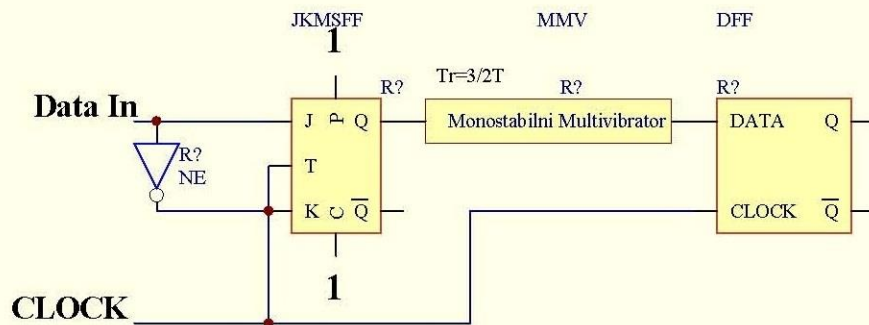 JKMSFF MMV DFF
1
Tr=3/2T
R? R? R?
Data In
J P Q Monostabilni Multivibrator DATA Q
R?
NE
T
K C Q CLOCK Q
1
CLOCK